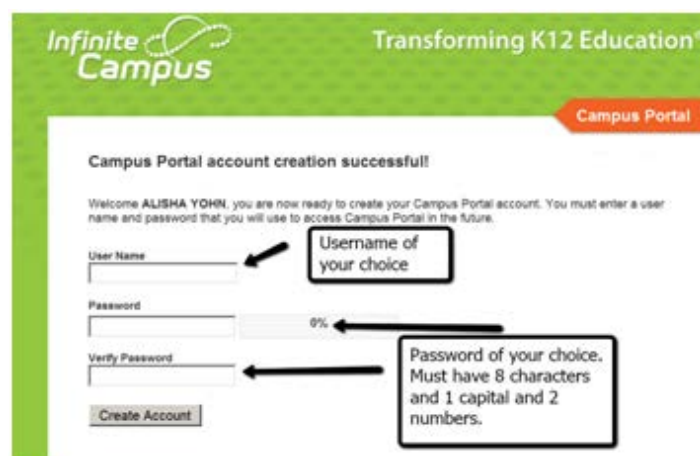 Infinite
Campus
Transforming K12 Education®
Campus Portal
Campus Portal account creation successful!
Welcome ALISHA YOHN, you are now ready to create your Campus Portal account. You must enter a user
name and password that you will use to access Campus Portal in the future.
User Name
Username of
your choice
Password
0%
Verify Password
Password of your choice.
Must have 8 characters
and 1 capital and 2
numbers.
Create Account